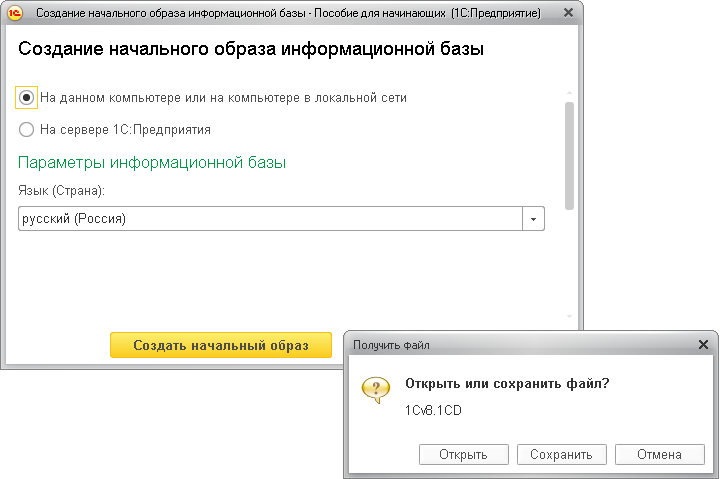 1С Создание начального образа информационной базы - Пособие для начинающих (1С:Предприятие)
Создание начального образа информационной базы
На данном компьютере или на компьютере в локальной сети
На сервере 1С:Предприятия
Параметры информационной базы
Язык (Страна):
русский (Россия)
Создать начальный образ
Получить файл
Открыть или сохранить файл?
1Cv8.1CD
Открыть Сохранить Отмена